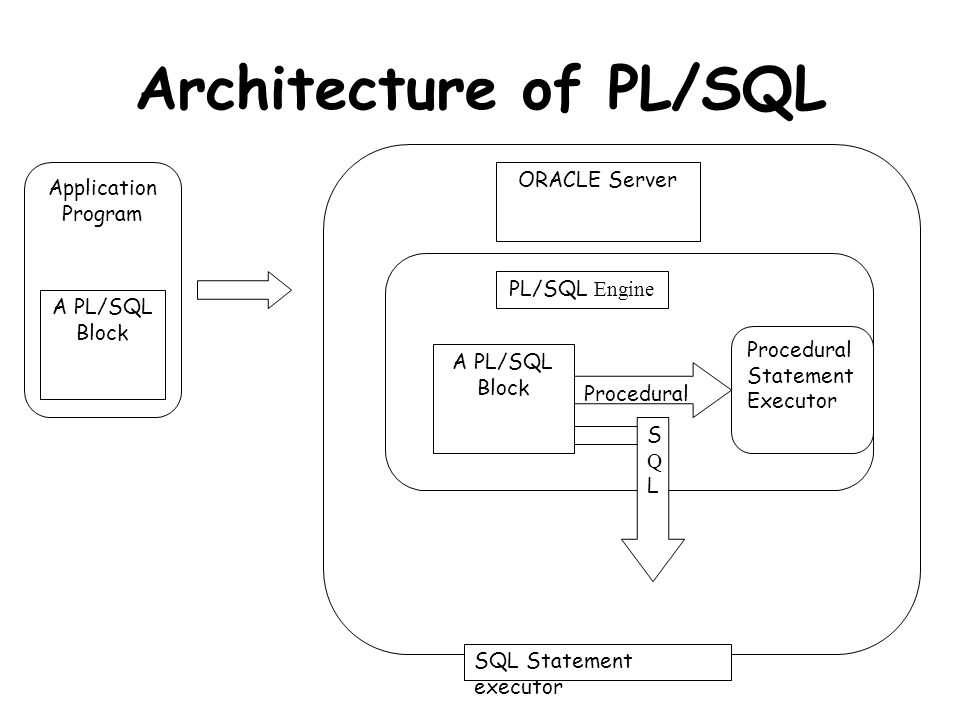 Architecture of PL/SQL
Application
Program
A PL/SQL
Block
ORACLE Server
PL/SQL Engine
A PL/SQL
Block
Procedural
Procedural
Statement
Executor
S
Q
L
SQL Statement
executor